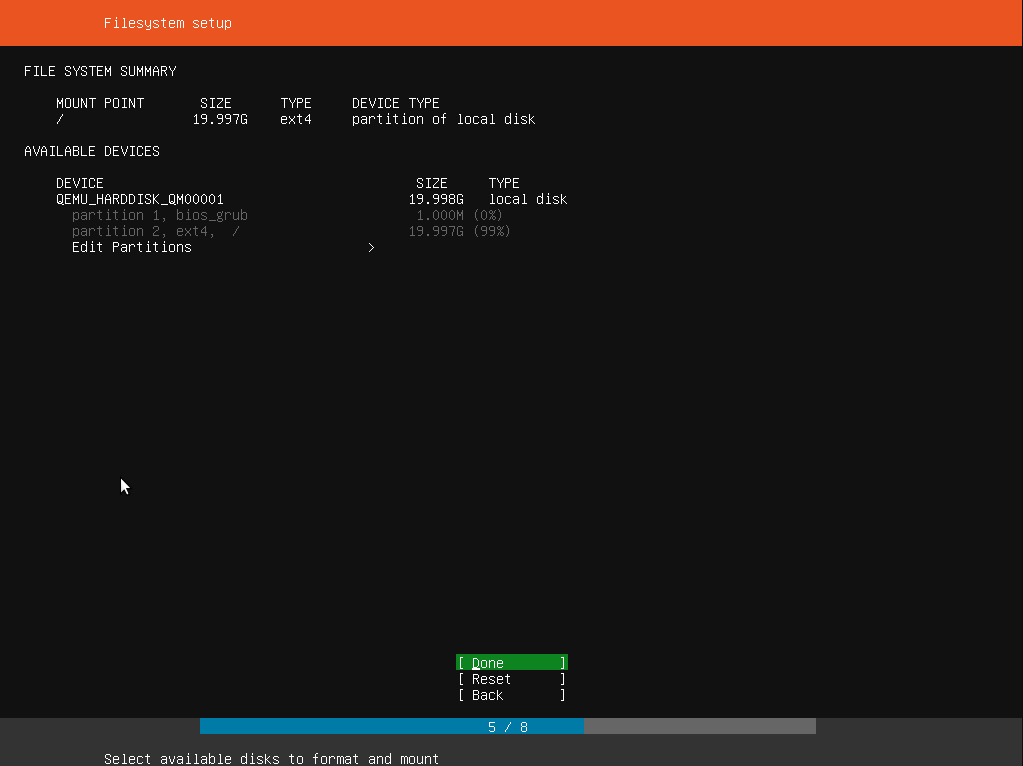 Filesystem setup
FILE SYSTEM SUMMARY
MOUNT POINT SIZE TYPE DEVICE TYPE
/ 19.997G ext4 partition of local disk
AVAILABLE DEVICES
DEVICE SIZE TYPE
QEMU_HARDDISK_QM00001 19.998G local disk
partition 1, bios_grub 1.000M (0%)
partition 2, ext4, / 19.997G (99%)
Edit Partitions >
[ Done ]
[ Reset ]
[ Back ]
5 / 8
Select available disks to format and mount